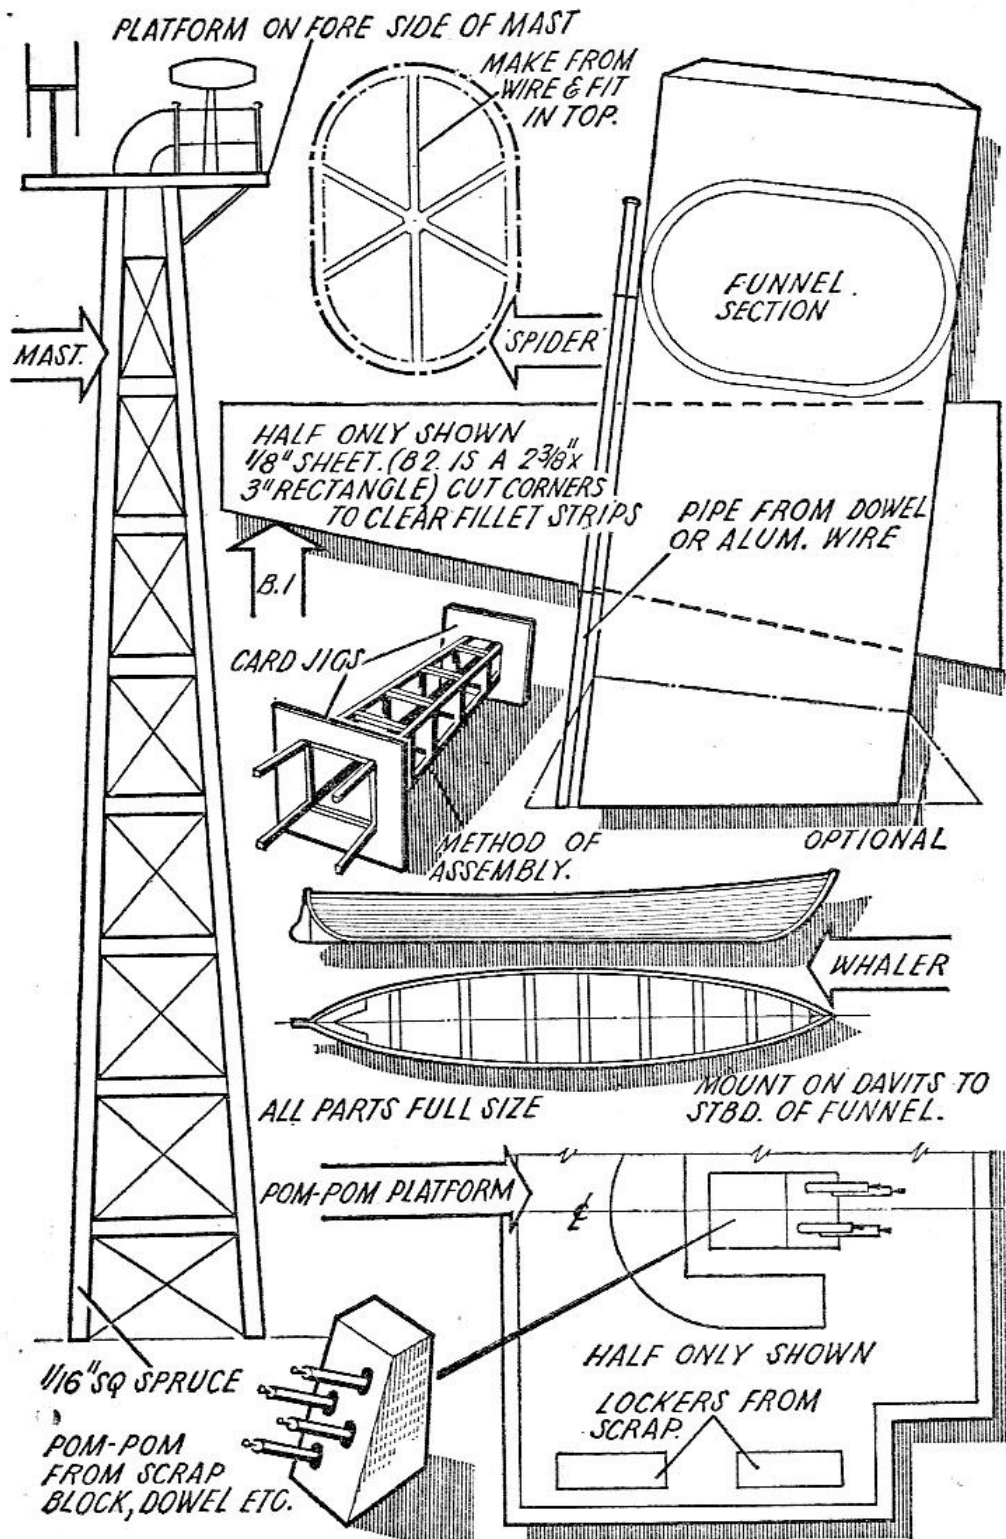 PLATFORM ON FORE SIDE OF MAST
MAKE FROM
WIRE & FIT
IN TOP.
FUNNEL.
SECTION
MAST.
SPIDER
HALF ONLY SHOWN
1/8" SHEET. (B2. IS A 2 3/8" X
3" RECTANGLE) CUT CORNERS
TO CLEAR FILLET STRIPS
PIPE FROM DOWEL
OR ALUM. WIRE
B.1
CARD JIGS
METHOD OF
ASSEMBLY.
OPTIONAL
WHALER
ALL PARTS FULL SIZE
MOUNT ON DAVITS TO
STBD. OF FUNNEL.
POM-POM PLATFORM
℄
HALF ONLY SHOWN
LOCKERS FROM
SCRAP.
1/16" SQ SPRUCE
POM-POM
FROM SCRAP
BLOCK, DOWEL ETC.